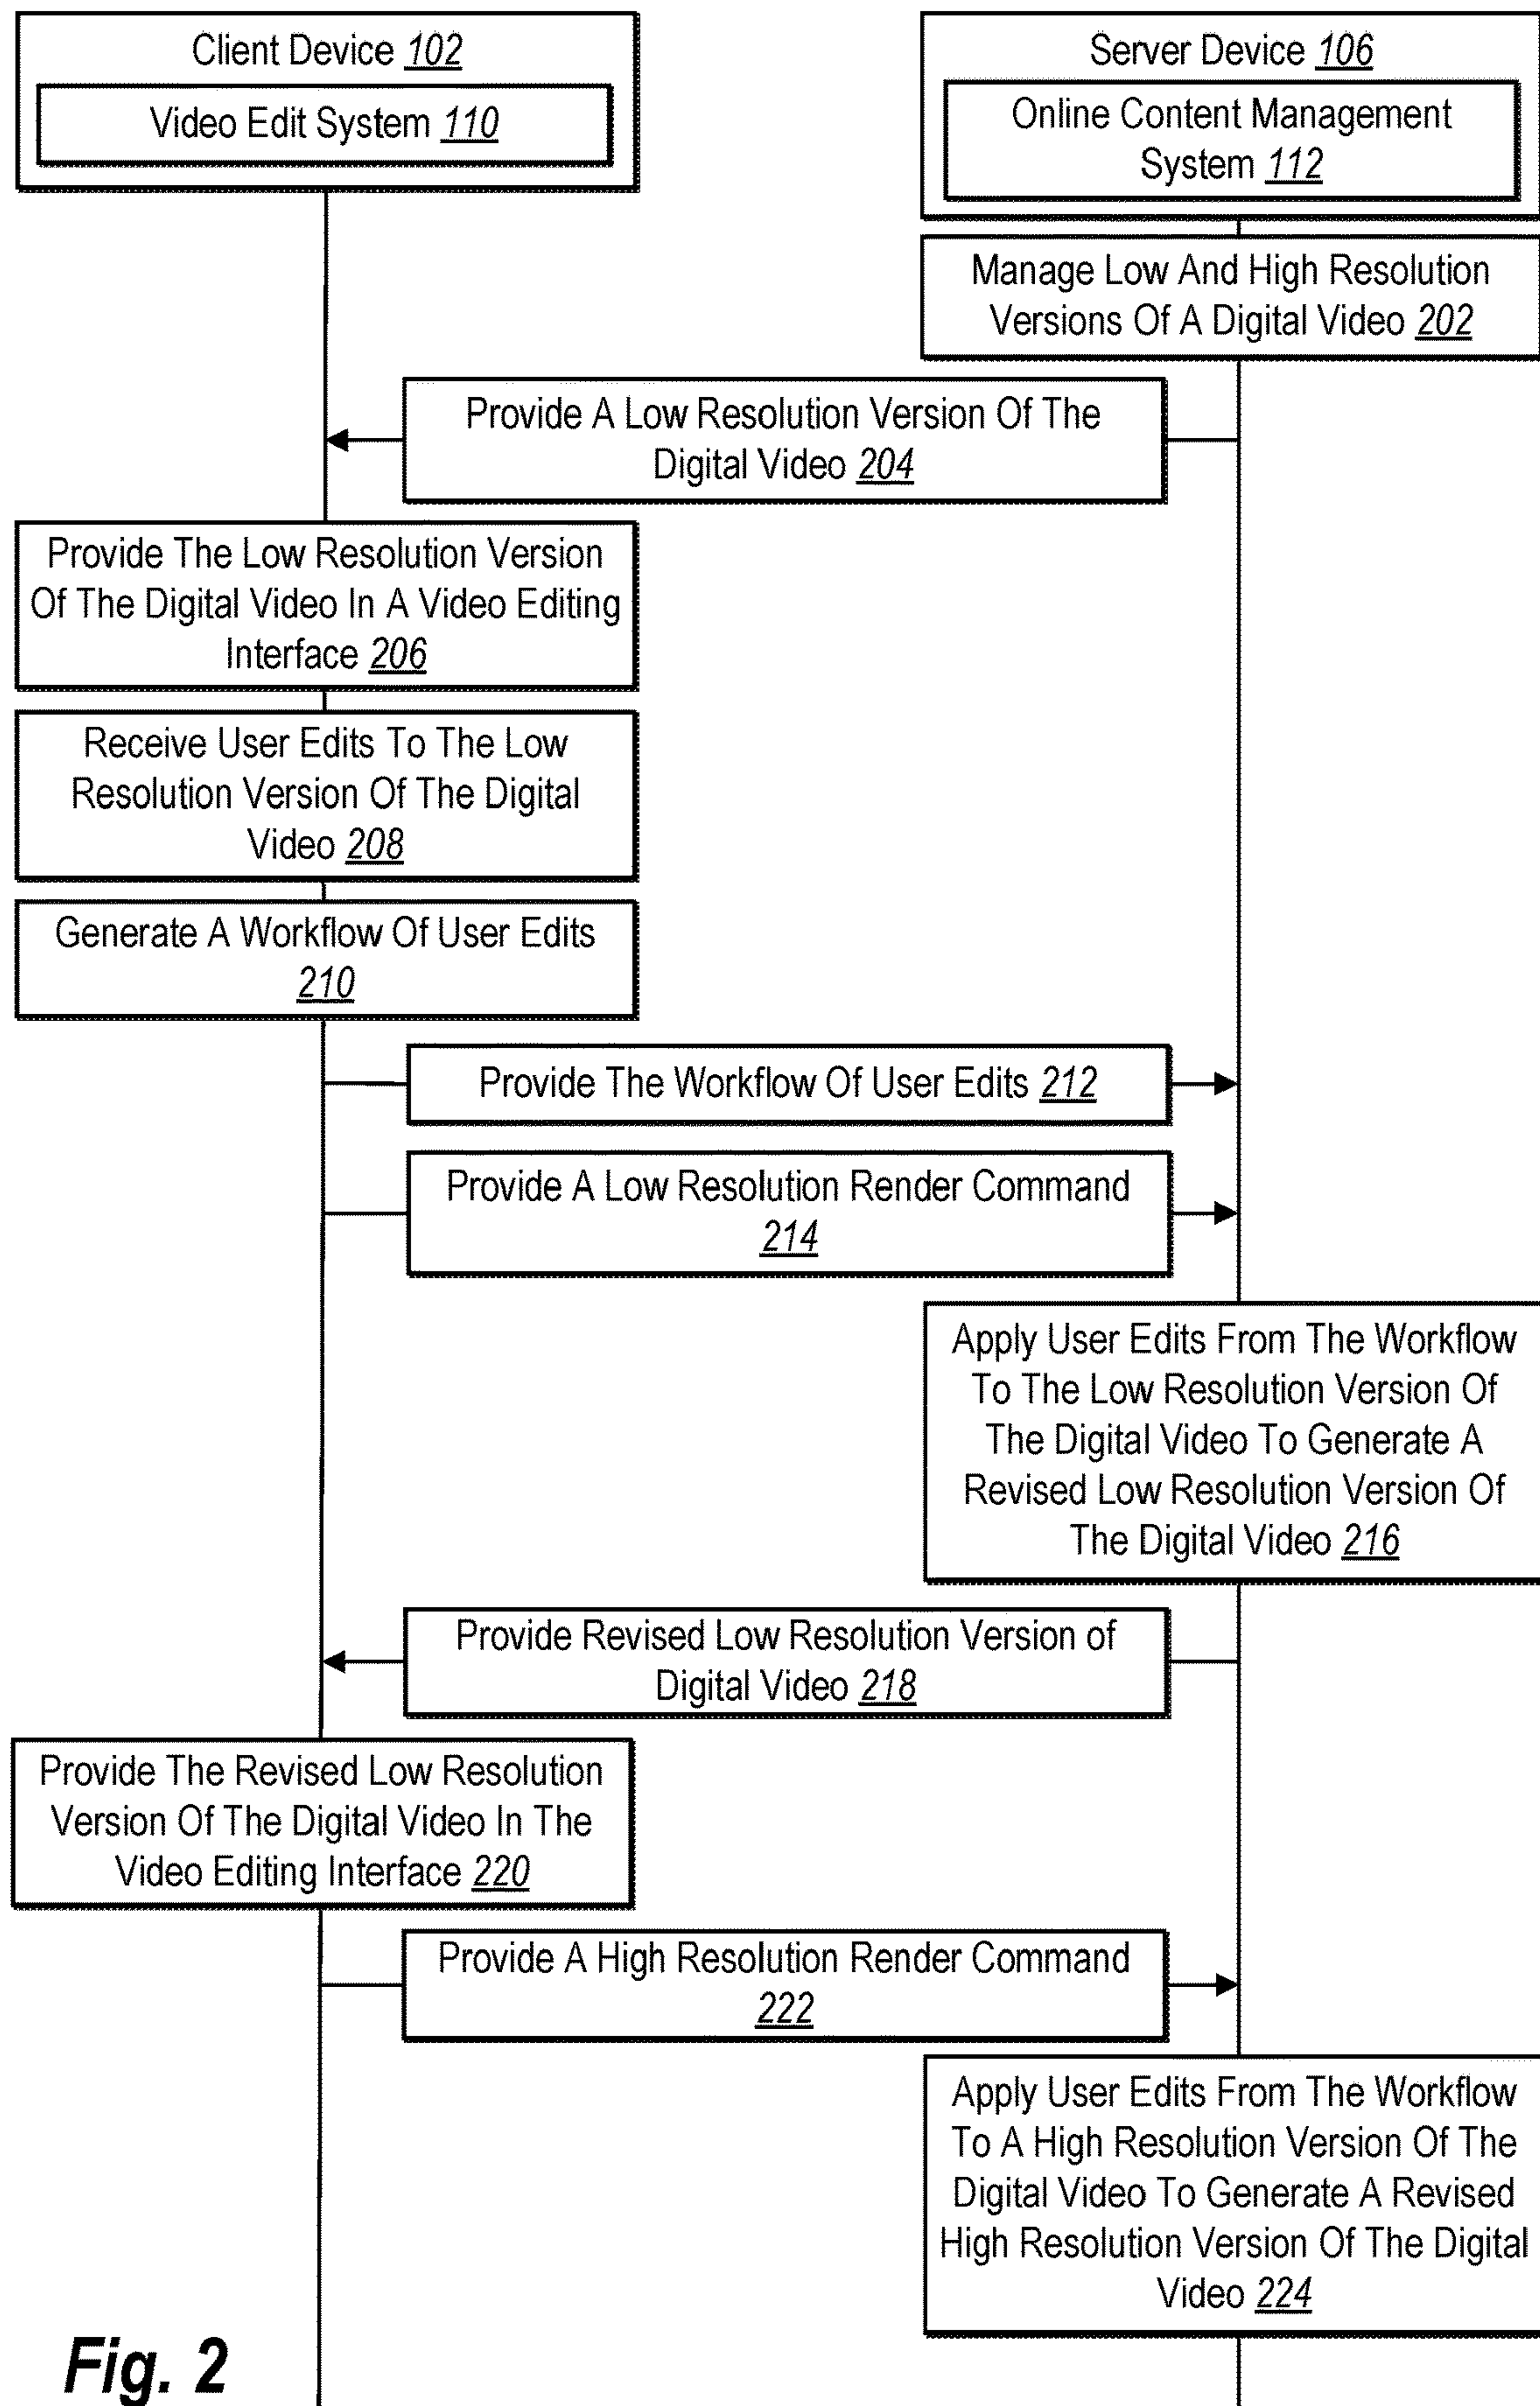 Client Device 102
Video Edit System 110
Server Device 106
Online Content Management
System 112
Manage Low And High Resolution
Versions Of A Digital Video 202
Provide A Low Resolution Version Of The
Digital Video 204
Provide The Low Resolution Version
Of The Digital Video In A Video Editing
Interface 206
Receive User Edits To The Low
Resolution Version Of The Digital
Video 208
Generate A Workflow Of User Edits
210
Provide The Workflow Of User Edits 212
Provide A Low Resolution Render Command
214
Apply User Edits From The Workflow
To The Low Resolution Version Of
The Digital Video To Generate A
Revised Low Resolution Version Of
The Digital Video 216
Provide Revised Low Resolution Version of
Digital Video 218
Provide The Revised Low Resolution
Version Of The Digital Video In The
Video Editing Interface 220
Provide A High Resolution Render Command
222
Apply User Edits From The Workflow
To A High Resolution Version Of The
Digital Video To Generate A Revised
High Resolution Version Of The Digital
Video 224
Fig. 2